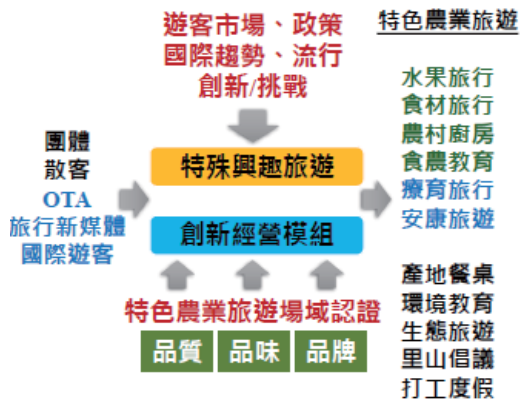 遊客市場、政策
國際趨勢、流行
創新/挑戰
團體
散客
OTA
旅行新媒體
國際遊客
特殊興趣旅遊
創新經營模組
特色農業旅遊場域認證
品質
品味
品牌
特色農業旅遊
水果旅行
食材旅行
農村廚房
食農教育
療育旅行
安康旅遊
產地餐桌
環境教育
生態旅遊
里山倡議
打工度假